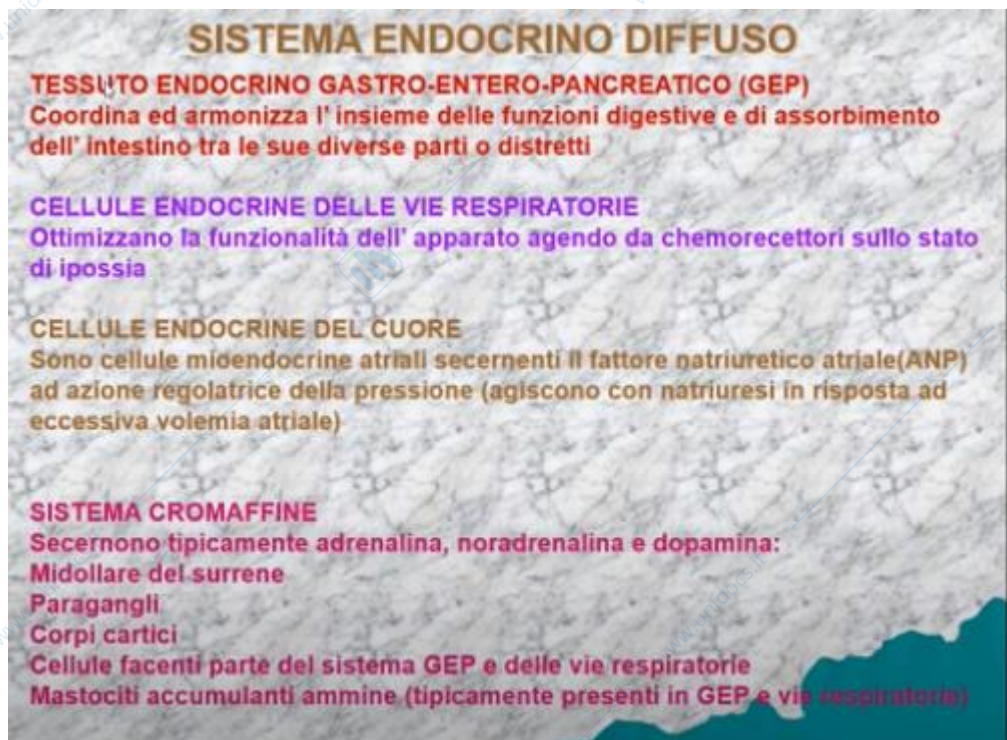 SISTEMA ENDOCRINO DIFFUSO
TESSUTO ENDOCRINO GASTRO-ENTERO-PANCREATICO (GEP)
Coordina ed armonizza l' insieme delle funzioni digestive e di assorbimento
dell' intestino tra le sue diverse parti o distretti
CELLULE ENDOCRINE DELLE VIE RESPIRATORIE
Ottimizzano la funzionalità dell' apparato agendo da chemorecettori sullo stato
di ipossia
CELLULE ENDOCRINE DEL CUORE
Sono cellule mioendocrine atriali secernenti il fattore natriuretico atriale(ANP)
ad azione regolatrice della pressione (agiscono con natriuresi in risposta ad
eccessiva volemia atriale)
SISTEMA CROMAFFINE
Secernono tipicamente adrenalina, noradrenalina e dopamina:
Midollare del surrene
Paragangli
Corpi cartici
Cellule facenti parte del sistema GEP e delle vie respiratorie
Mastociti accumulanti ammine (tipicamente presenti in GEP e vie respiratorie)